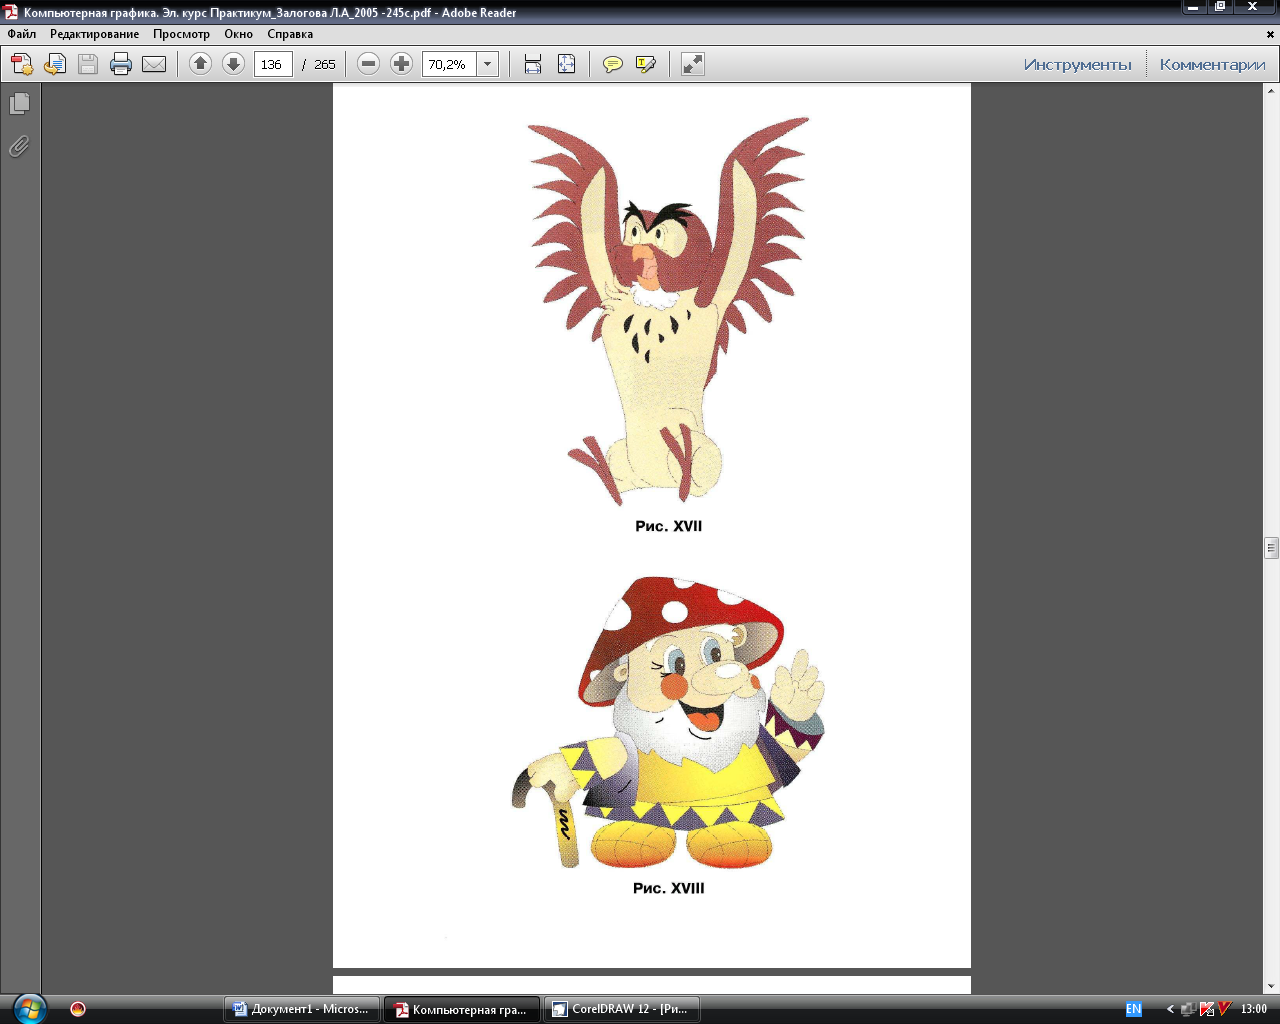 Компьютерная графика. Эл. курс Практикум_Залогова Л.А_2005 -245с.pdf - Adobe Reader
Файл Редактирование Просмотр Окно Справка
136 / 265 70,2% Инструменты Комментарии
Рис. XVII
Рис. XVIII
Документ1 - Micros... Компьютерная гра... CorelDRAW 12 - [Ри... EN 13:00